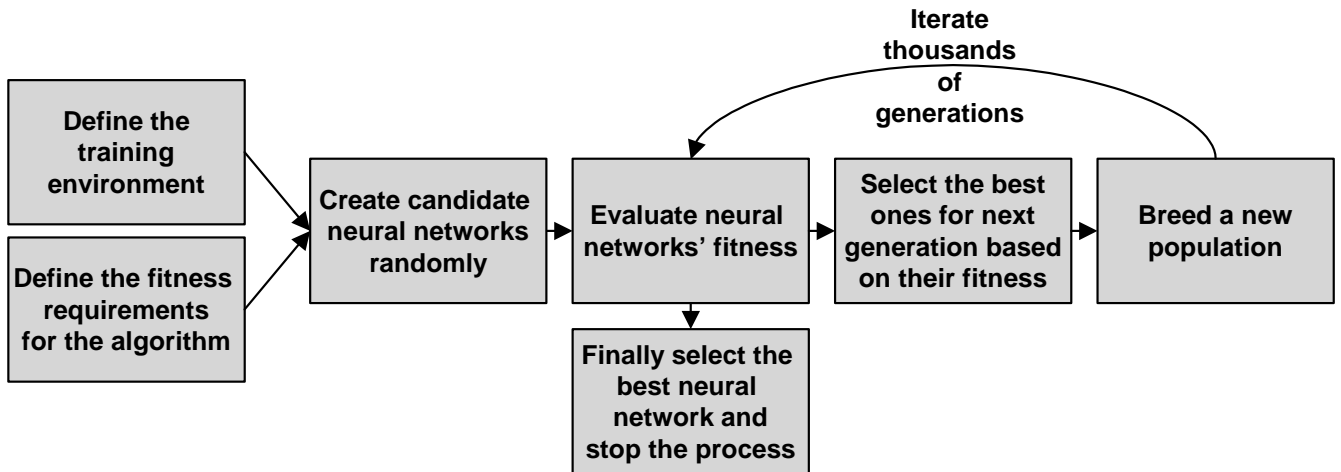 Iterate
thousands
of
generations
Define the
training
environment
Define the fitness
requirements
for the algorithm
Create candidate
neural networks
randomly
Evaluate neural
networks’ fitness
Select the best
ones for next
generation based
on their fitness
Breed a new
population
Finally select the
best neural
network and
stop the process